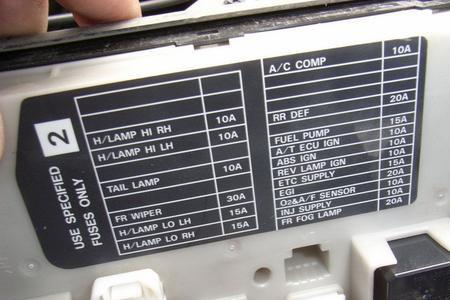 2
USE SPECIFIED
FUSES ONLY
H/LAMP HI RH 10A
H/LAMP HI LH 10A
TAIL LAMP 10A
FR WIPER 30A
H/LAMP LO LH 15A
H/LAMP LO RH 15A
A/C COMP 10A
RR DEF 20A
FUEL PUMP 15A
A/T ECU IGN 10A
ABS IGN 10A
REV LAMP IGN 15A
ETC SUPPLY 20A
EGI 10A
O2&A/F SENSOR 10A
INJ SUPPLY 10A
FR FOG LAMP 20A